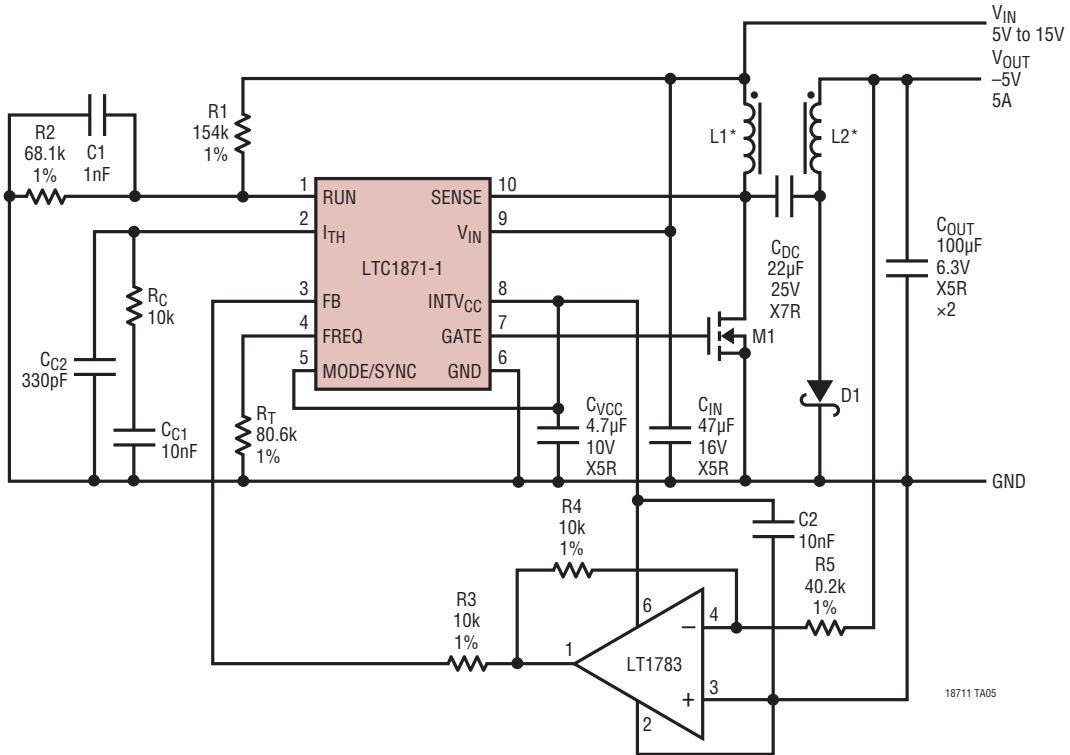 VIN
5V to 15V
VOUT
–5V
5A
R1
154k
1%
R2
68.1k
1%
C1
1nF
L1*
L2*
1
RUN
SENSE
10
2
ITH
VIN
9
LTC1871-1
3
FB
INTVCC
8
4
FREQ
GATE
7
5
MODE/SYNC
GND
6
RC
10k
CC2
330pF
CC1
10nF
RT
80.6k
1%
CVCC
4.7µF
10V
X5R
CIN
47µF
16V
X5R
M1
CDC
22µF
25V
X7R
D1
COUT
100µF
6.3V
X5R
×2
GND
R4
10k
1%
C2
10nF
R5
40.2k
1%
R3
10k
1%
1
6
4
–
LT1783
+
3
2
18711 TA05